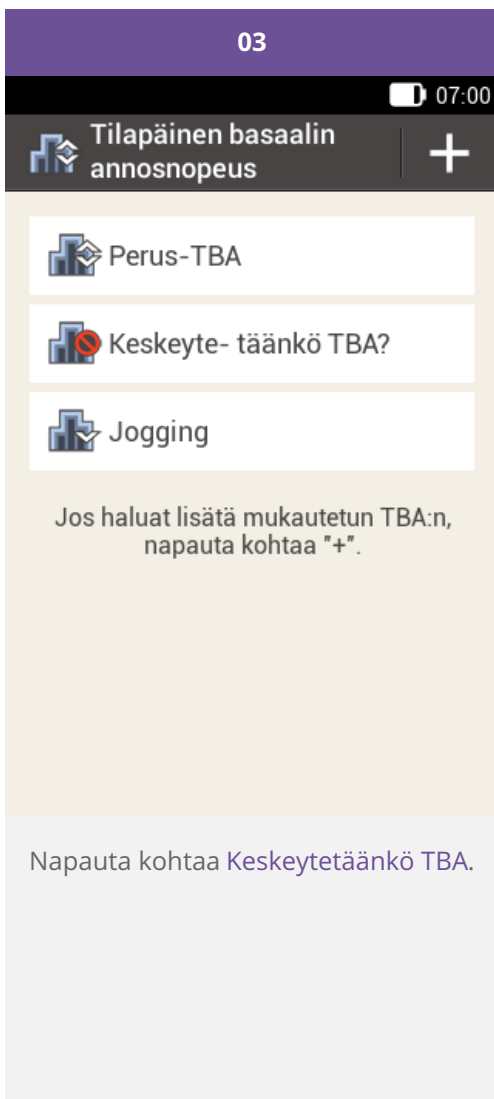 03
07:00
Tilapäinen basaalin
annosnopeus
Perus-TBA
Keskeyte- täänkö TBA?
Jogging
Jos haluat lisätä mukautetun TBA:n,
napauta kohtaa "+".
Napauta kohtaa Keskeytetäänkö TBA.